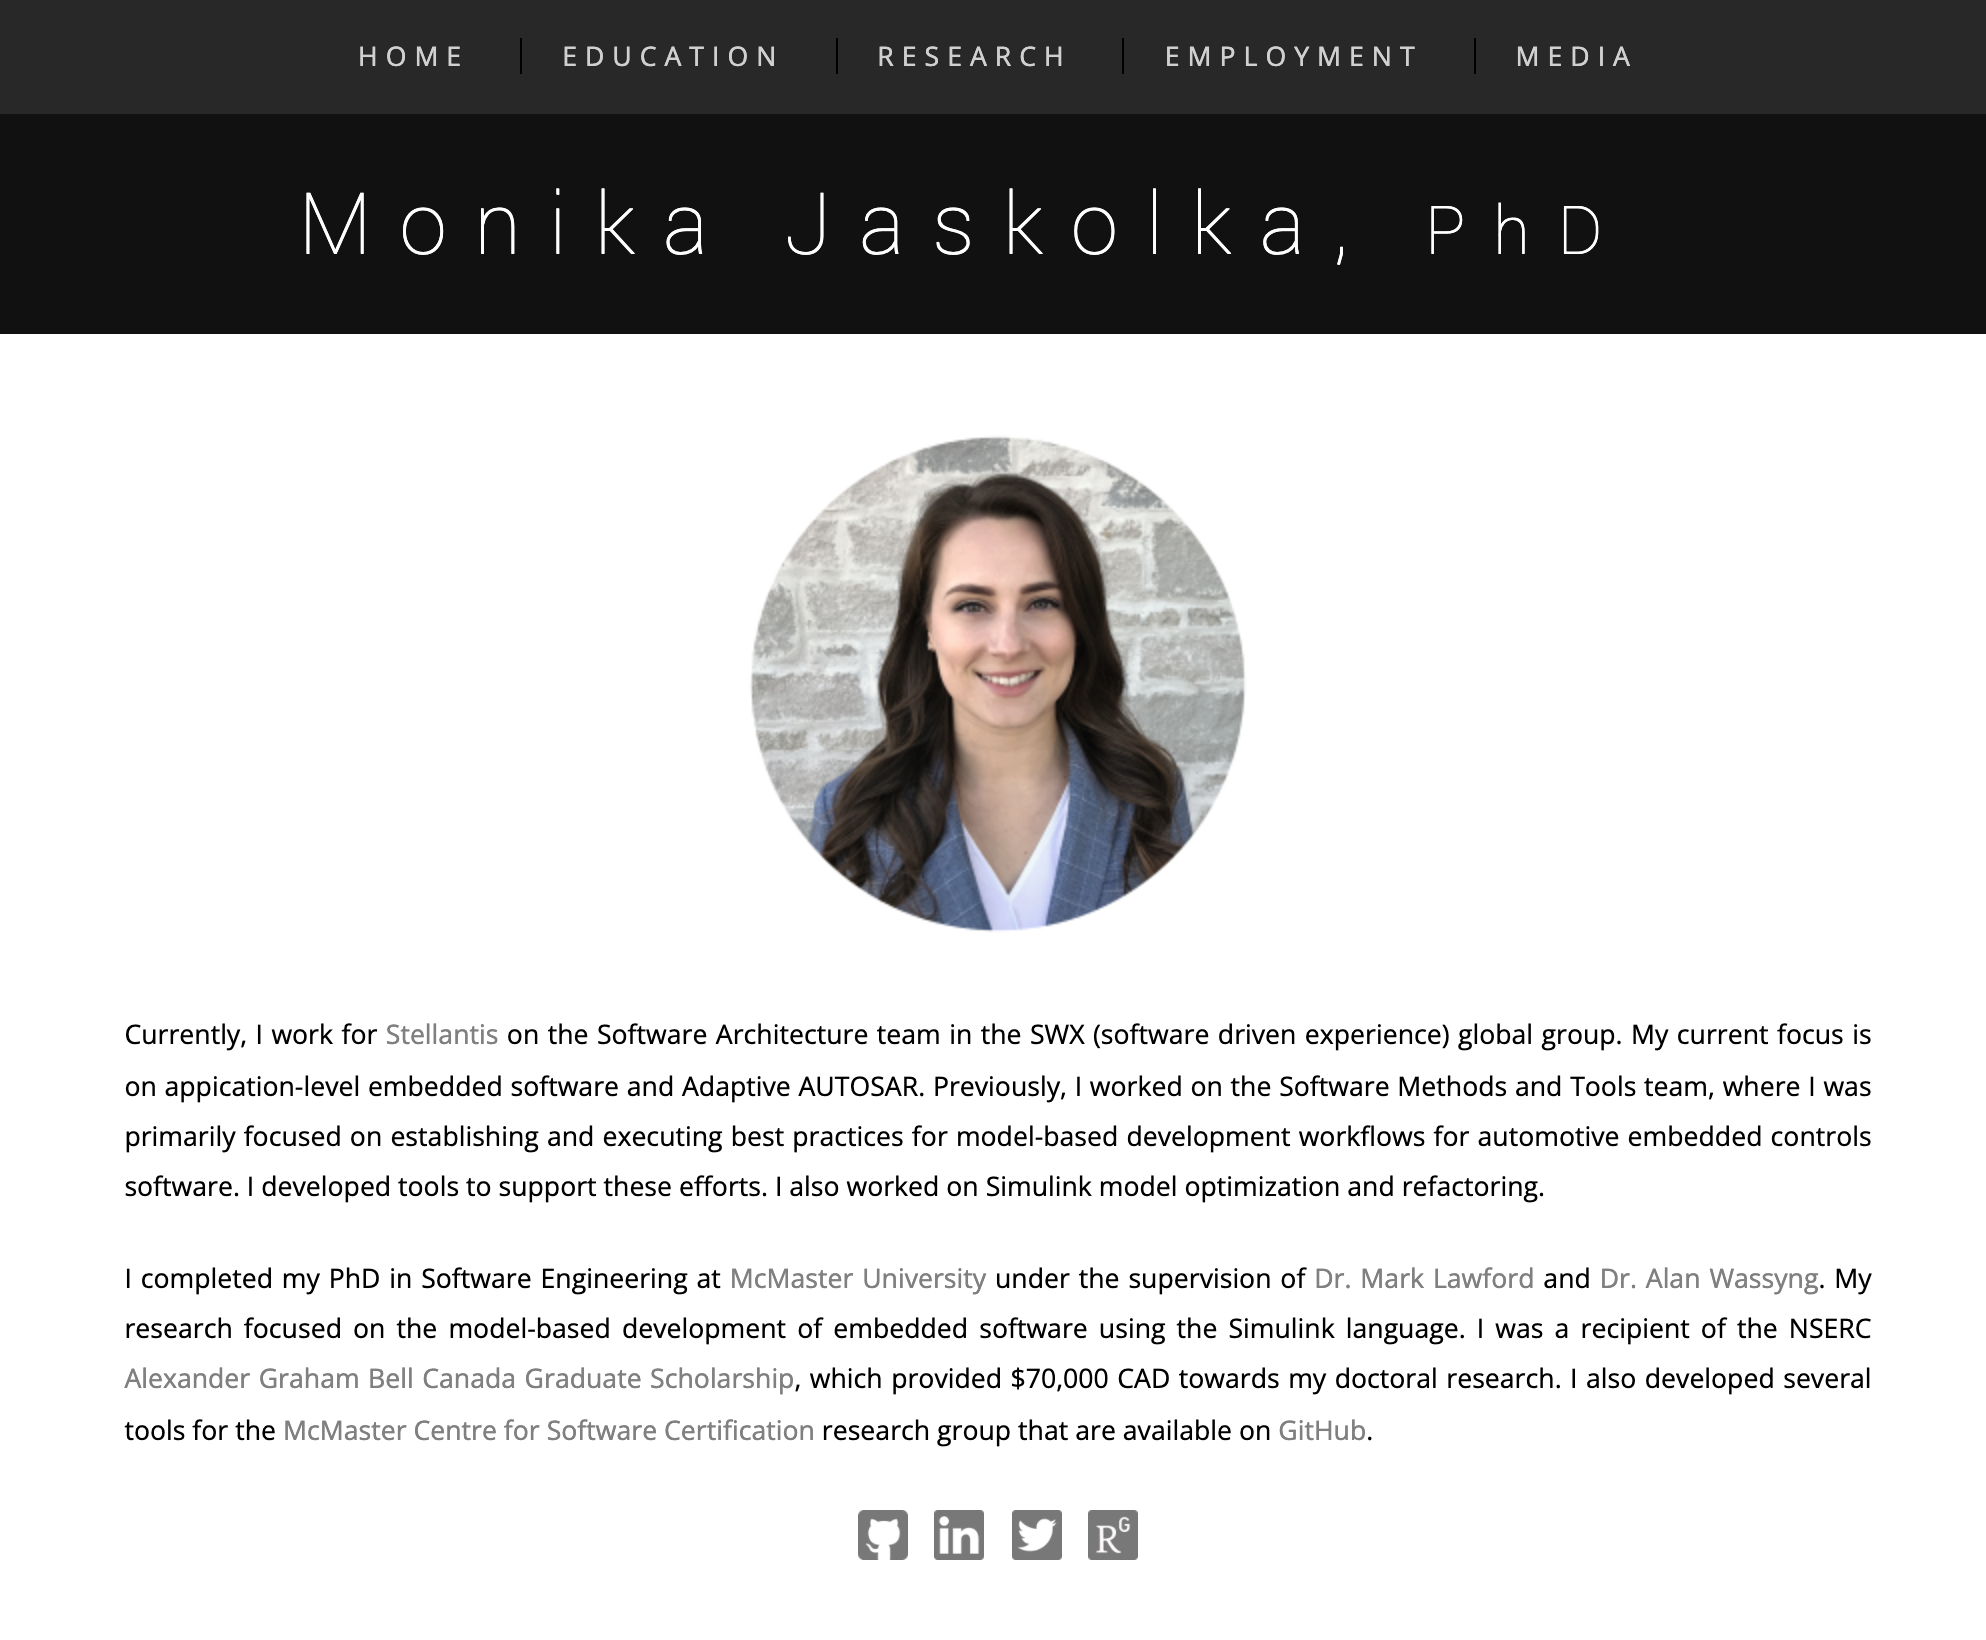 HOME EDUCATION RESEARCH EMPLOYMENT MEDIA
Monika Jaskolka, PhD
Currently, I work for Stellantis on the Software Architecture team in the SWX (software driven experience) global group. My current focus is
on appication-level embedded software and Adaptive AUTOSAR. Previously, I worked on the Software Methods and Tools team, where I was
primarily focused on establishing and executing best practices for model-based development workflows for automotive embedded controls
software. I developed tools to support these efforts. I also worked on Simulink model optimization and refactoring.
I completed my PhD in Software Engineering at McMaster University under the supervision of Dr. Mark Lawford and Dr. Alan Wassyng. My
research focused on the model-based development of embedded software using the Simulink language. I was a recipient of the NSERC
Alexander Graham Bell Canada Graduate Scholarship, which provided $70,000 CAD towards my doctoral research. I also developed several
tools for the McMaster Centre for Software Certification research group that are available on GitHub.
in RG